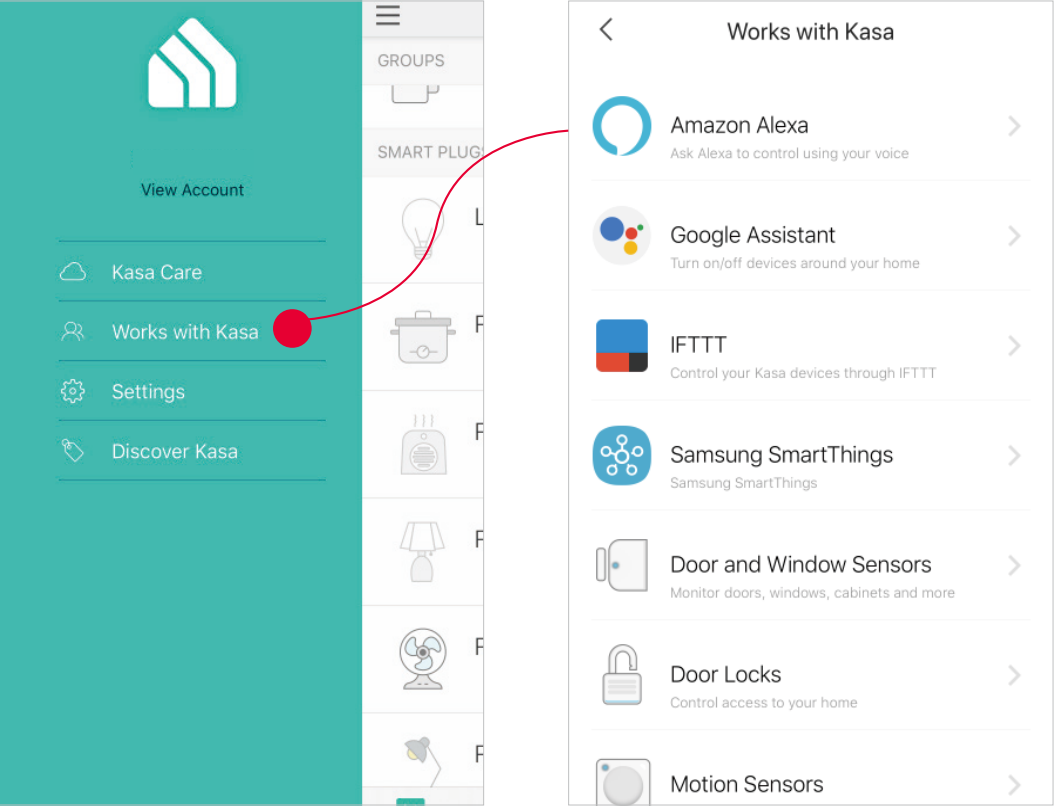 View Account
Kasa Care
Works with Kasa
Settings
Discover Kasa
GROUPS
SMART PLUGS
Works with Kasa
Amazon Alexa
Ask Alexa to control using your voice
Google Assistant
Turn on/off devices around your home
IFTTT
Control your Kasa devices through IFTTT
Samsung SmartThings
Samsung SmartThings
Door and Window Sensors
Monitor doors, windows, cabinets and more
Door Locks
Control access to your home
Motion Sensors